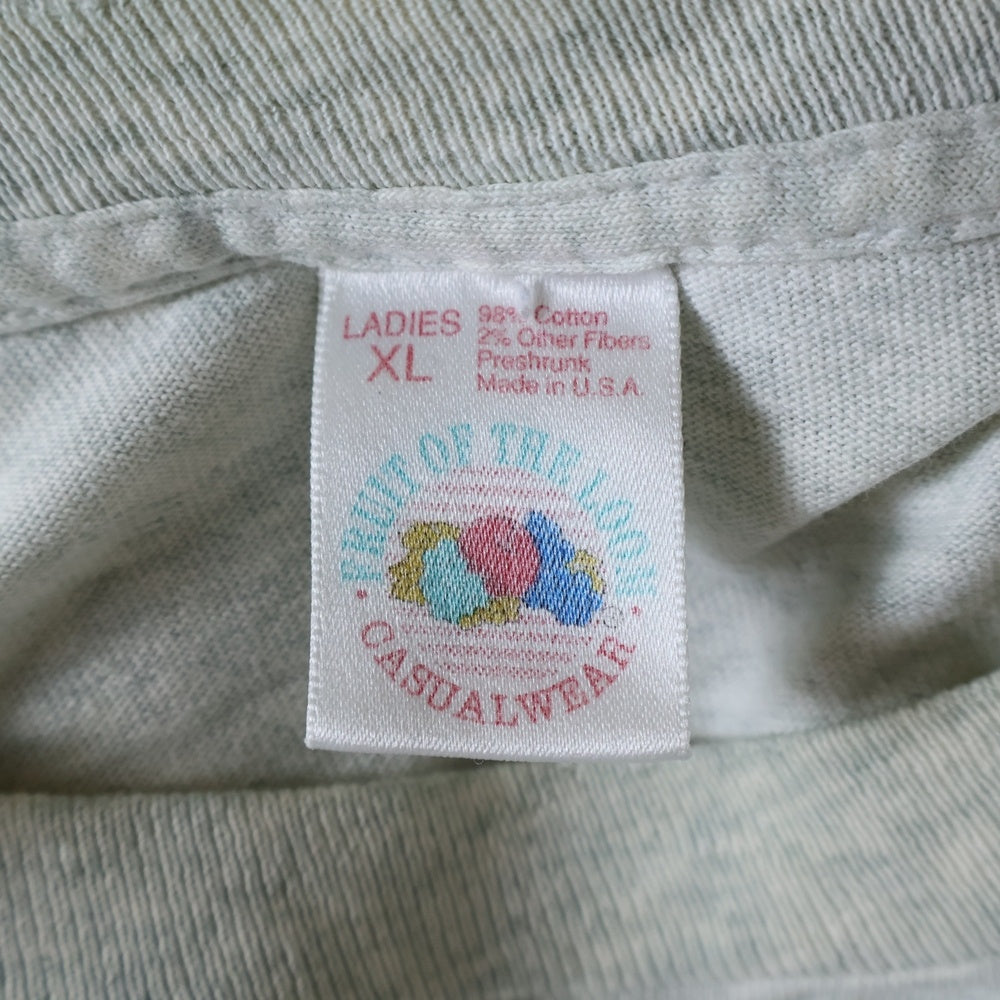 LADIES
XL
98% Cotton
2% Other Fibers
Preshrunk
Made in U.S.A.
FRUIT OF THE LOOM
• CASUALWEAR •